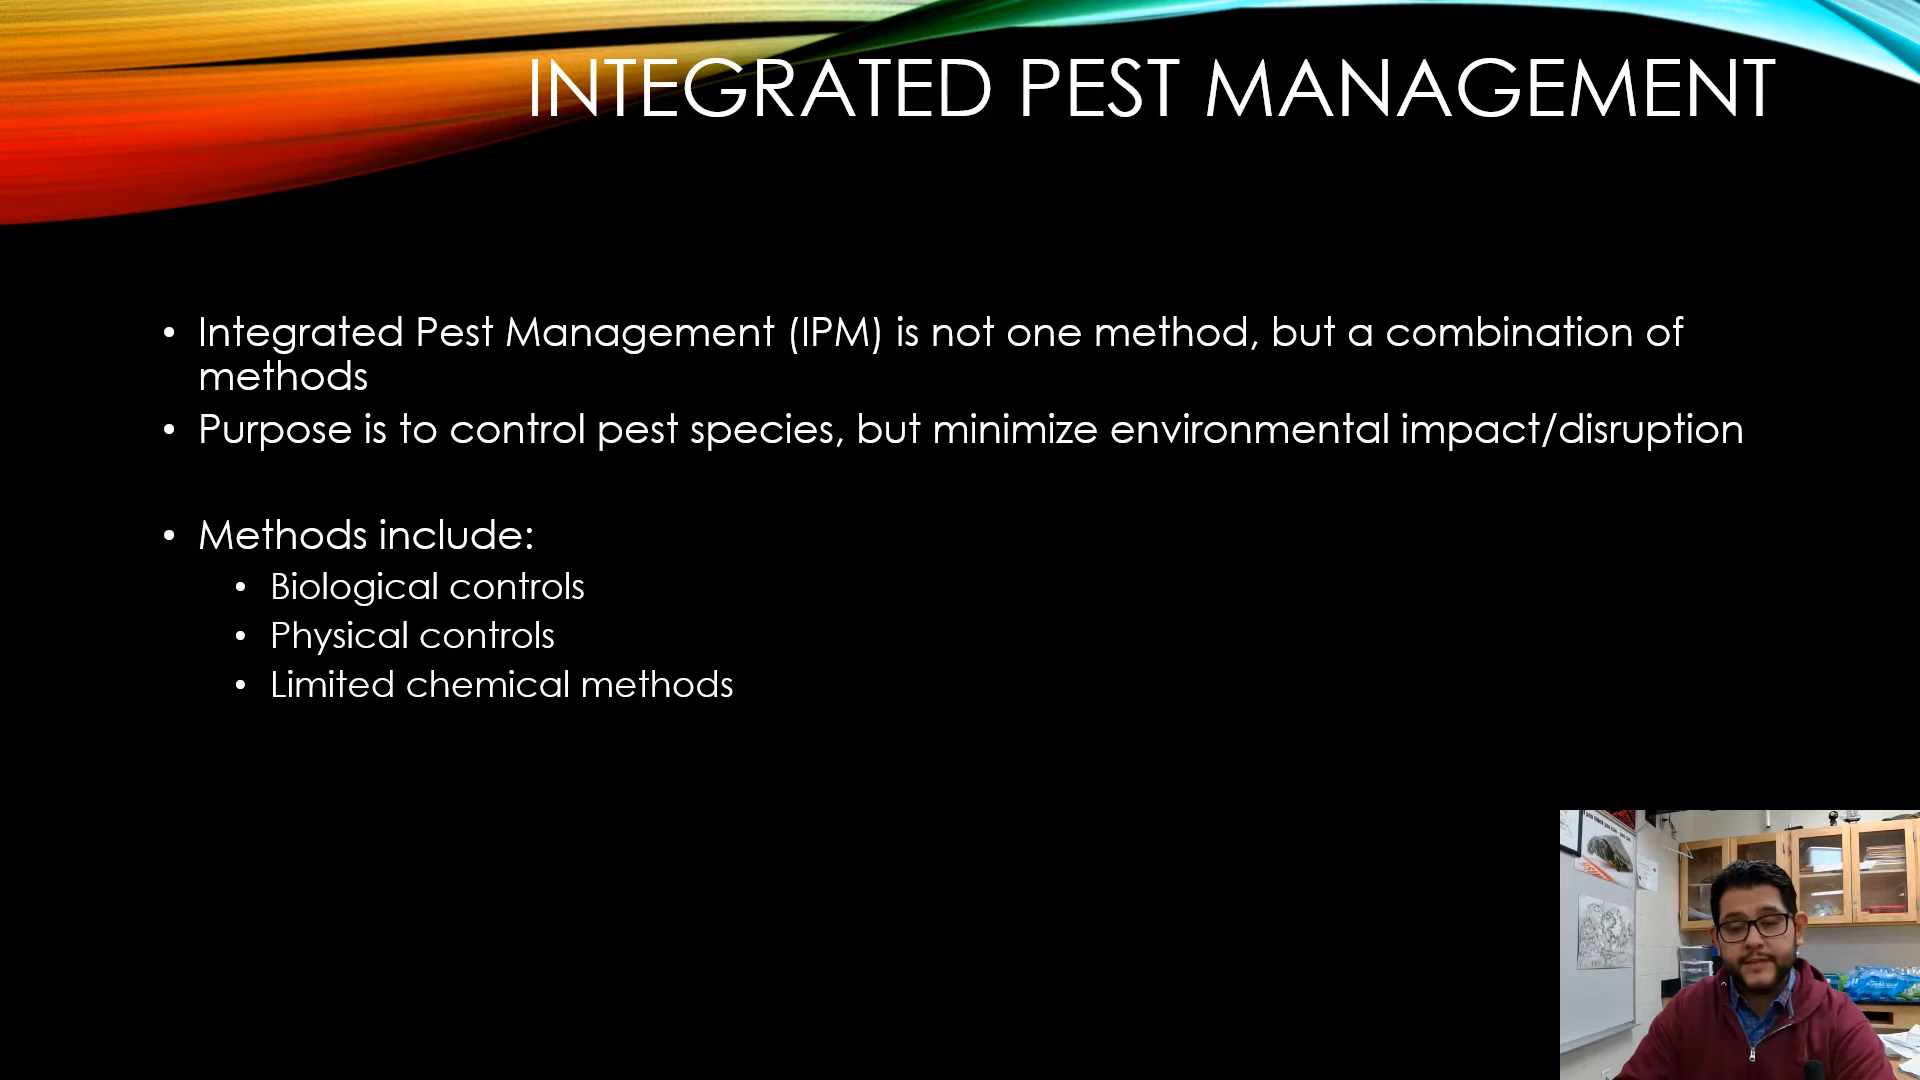 INTEGRATED PEST MANAGEMENT
• Integrated Pest Management (IPM) is not one method, but a combination of
methods
• Purpose is to control pest species, but minimize environmental impact/disruption
• Methods include:
• Biological controls
• Physical controls
• Limited chemical methods